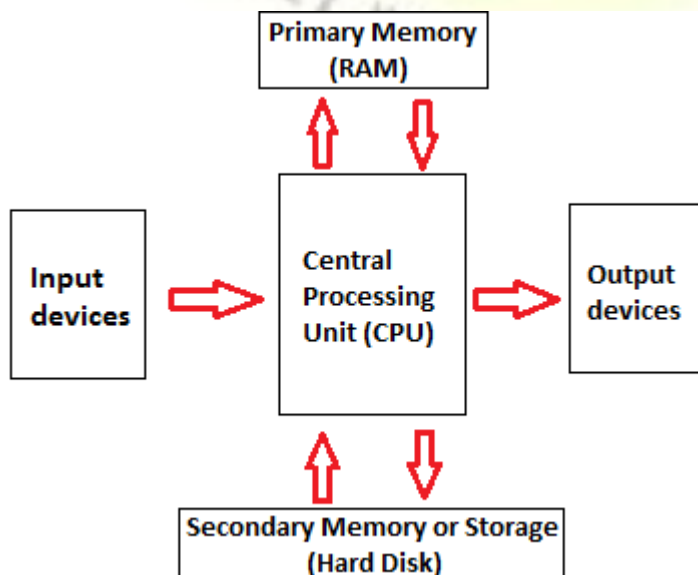 Primary Memory
(RAM)
Input
devices
Central
Processing
Unit (CPU)
Output
devices
Secondary Memory or Storage
(Hard Disk)